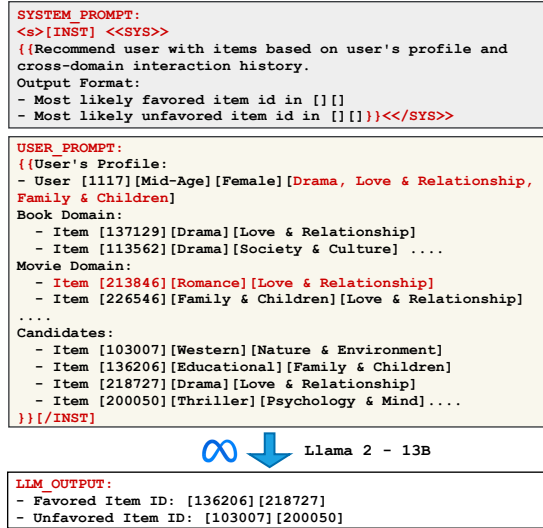 SYSTEM_PROMPT:
<s>[INST] <<SYS>>
{{Recommend user with items based on user's profile and
cross-domain interaction history.
Output Format:
- Most likely favored item id in [][]
- Most likely unfavored item id in [][]}}<</SYS>>
USER_PROMPT:
{{User's Profile:
- User [1117][Mid-Age][Female][Drama, Love & Relationship,
Family & Children]
Book Domain:
- Item [137129][Drama][Love & Relationship]
- Item [113562][Drama][Society & Culture] ....
Movie Domain:
- Item [213846][Romance][Love & Relationship]
- Item [226546][Family & Children][Love & Relationship]
....
Candidates:
- Item [103007][Western][Nature & Environment]
- Item [136206][Educational][Family & Children]
- Item [218727][Drama][Love & Relationship]
- Item [200050][Thriller][Psychology & Mind]....
}}[/INST]
Llama 2 - 13B
LLM_OUTPUT:
- Favored Item ID: [136206][218727]
- Unfavored Item ID: [103007][200050]